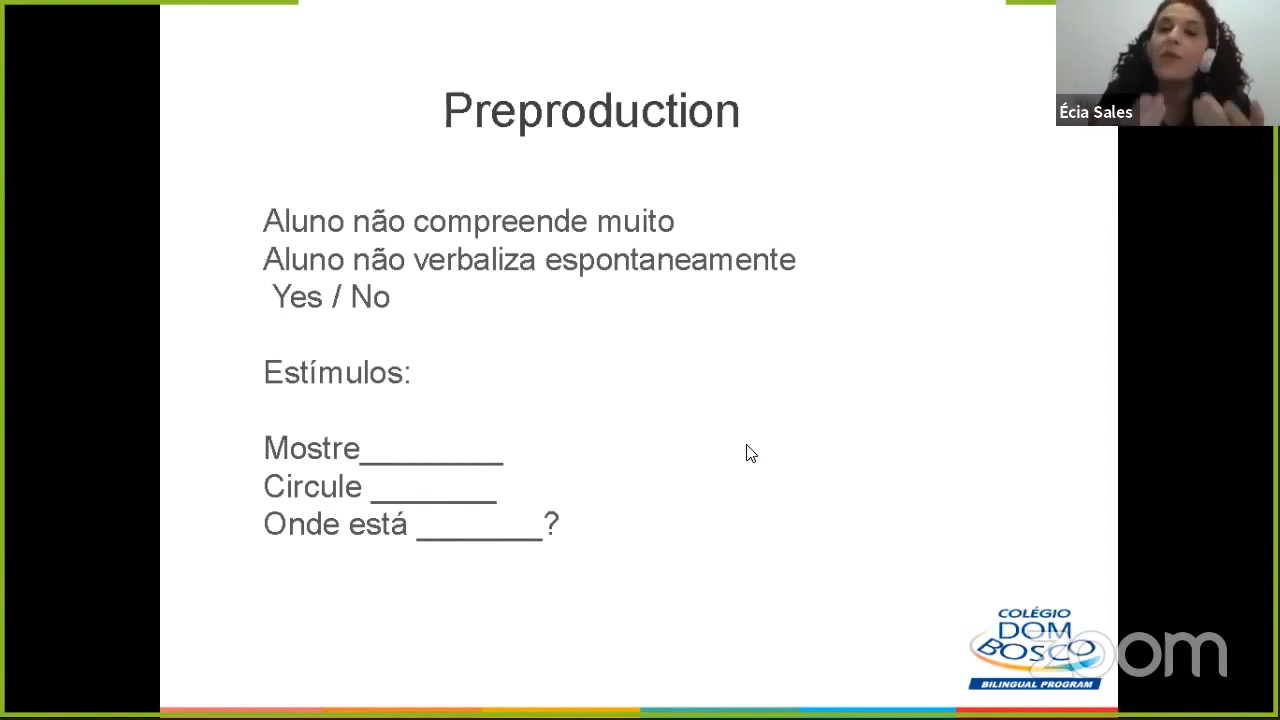 Écia Sales
Preproduction
Aluno não compreende muito
Aluno não verbaliza espontaneamente
Yes / No
Estímulos:
Mostre_________
Circule ________
Onde está ________?
COLÉGIO
DOM
BOSCO
BILINGUAL PROGRAM
zoom